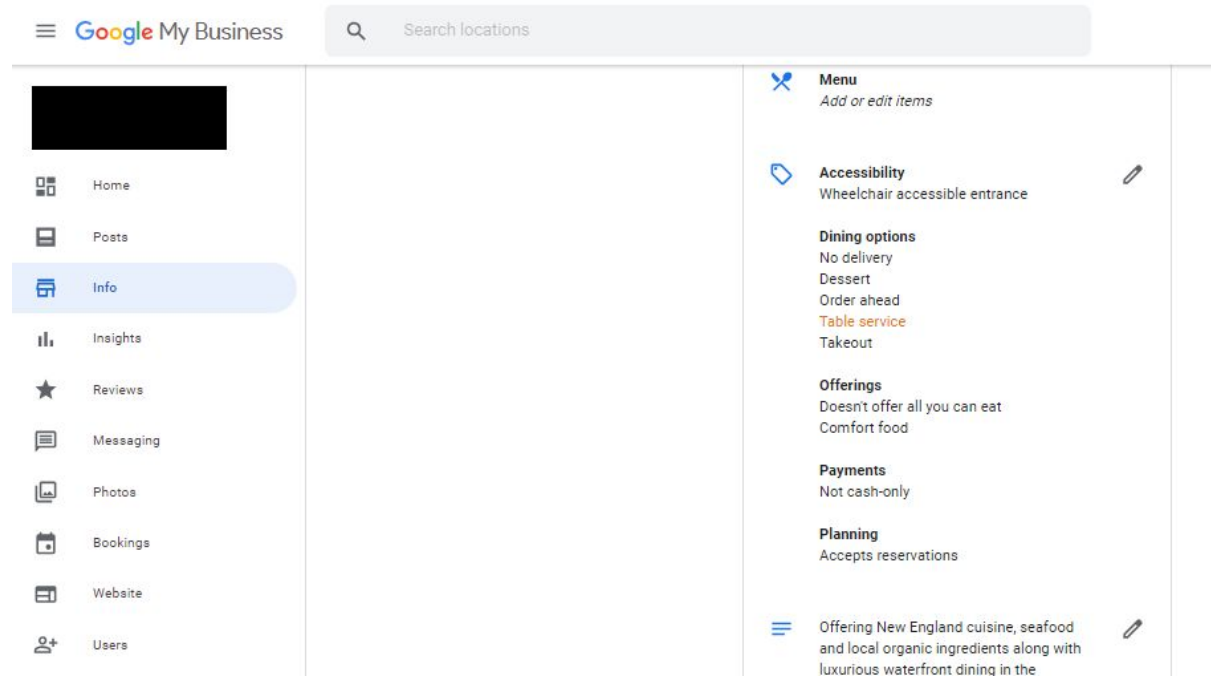 Google My Business
Search locations
Home
Posts
Info
Insights
Reviews
Messaging
Photos
Bookings
Website
Users
Menu
Add or edit items
Accessibility
Wheelchair accessible entrance
Dining options
No delivery
Dessert
Order ahead
Table service
Takeout
Offerings
Doesn't offer all you can eat
Comfort food
Payments
Not cash-only
Planning
Accepts reservations
Offering New England cuisine, seafood
and local organic ingredients along with
luxurious waterfront dining in the